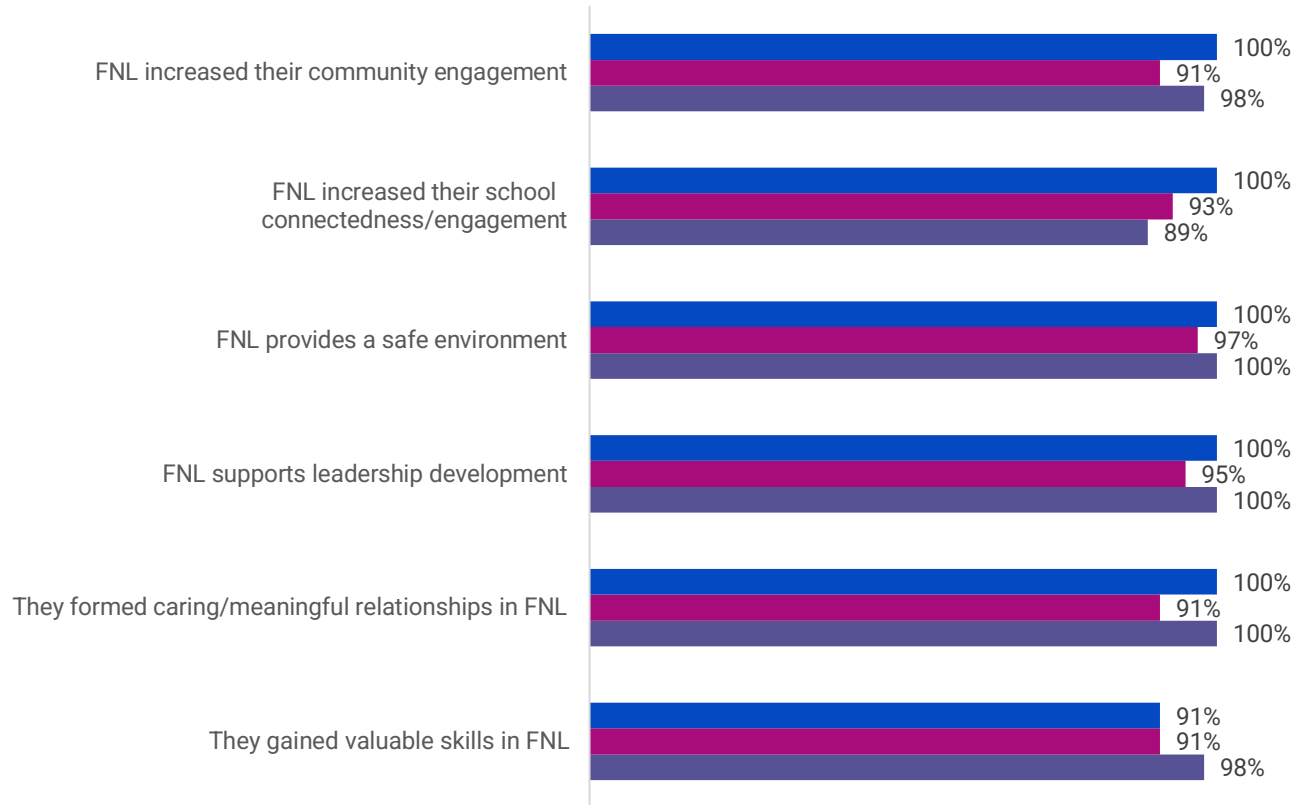 FNL increased their community engagement
100%
91%
98%
FNL increased their school
connectedness/engagement
100%
93%
89%
FNL provides a safe environment
100%
97%
100%
FNL supports leadership development
100%
95%
100%
They formed caring/meaningful relationships in FNL
100%
91%
100%
They gained valuable skills in FNL
91%
91%
98%